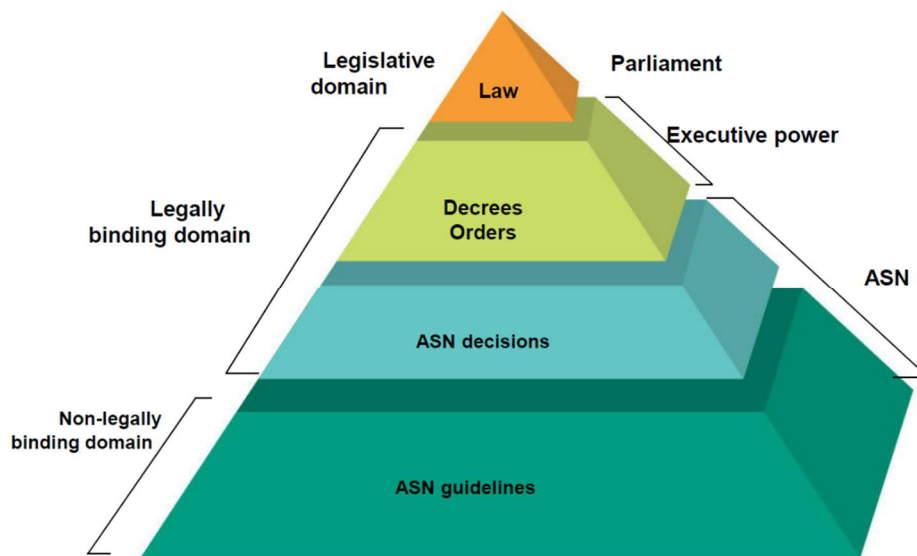 Legislative
domain
Parliament
Law
Executive power
Legally
binding domain
Decrees
Orders
ASN
ASN decisions
Non-legally
binding domain
ASN guidelines